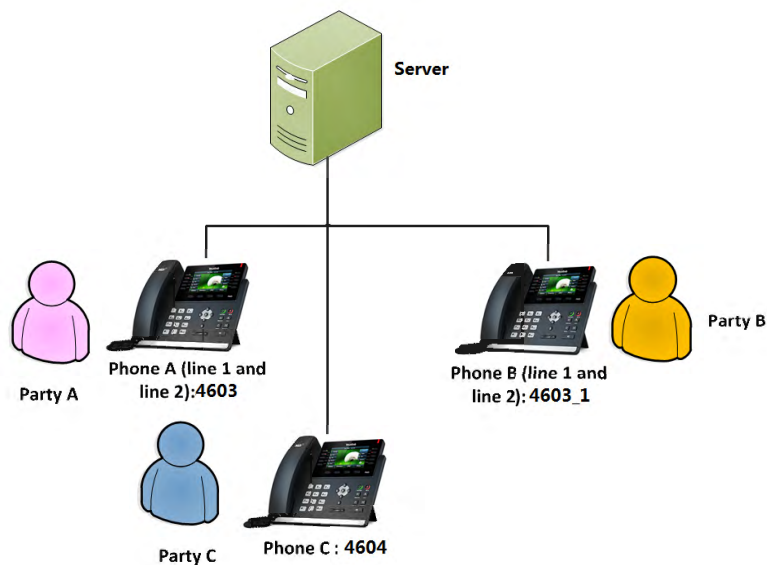 Server
Phone A (line 1 and
line 2):4603
Party A
Phone B (line 1 and
line 2): 4603_1
Party B
Phone C : 4604
Party C